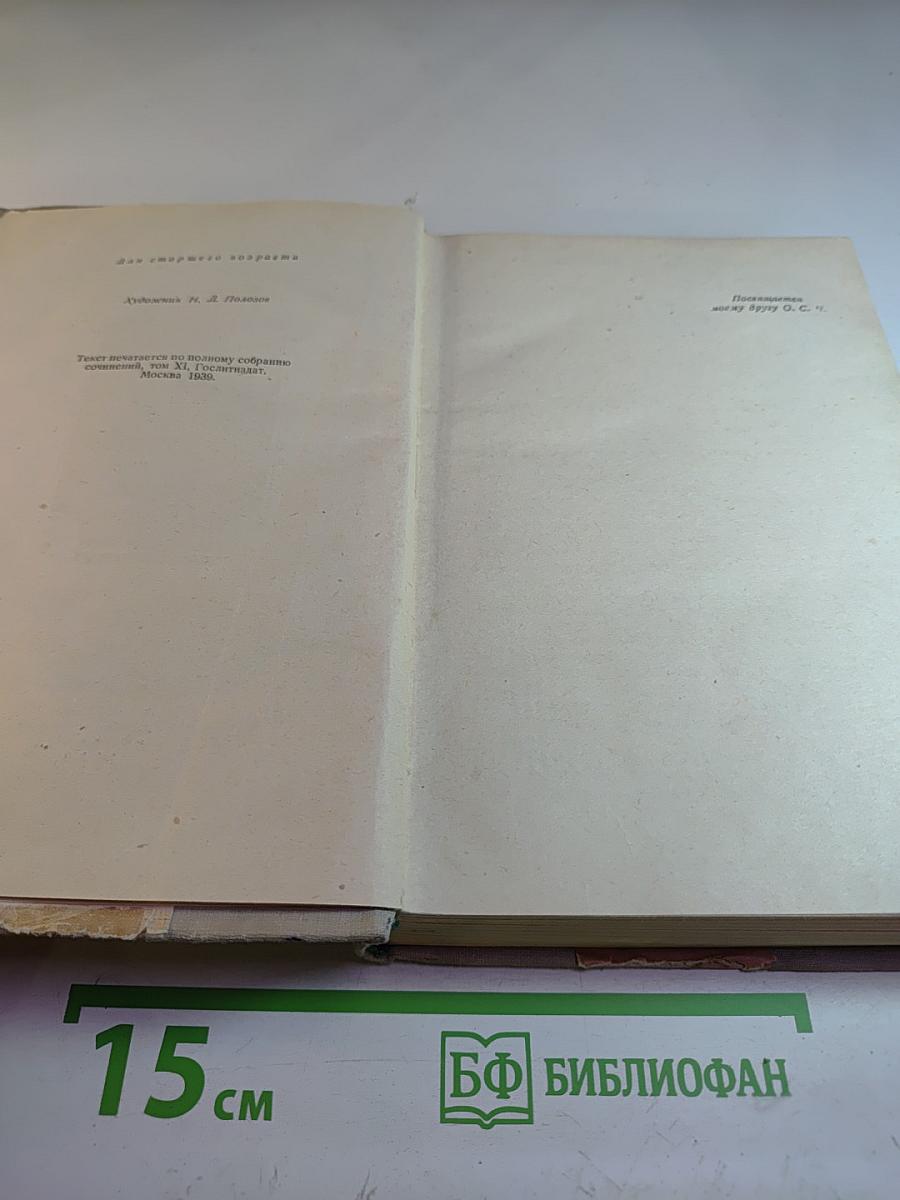 Для старшего возраста
Художник Н. Д. Полозов
Текст печатается по полному собранию
сочинений, том XI, Гослитиздат,
Москва 1939.
Посвящается
моему другу О. С. Ч.
15 см
БФ БИБЛИОФАН